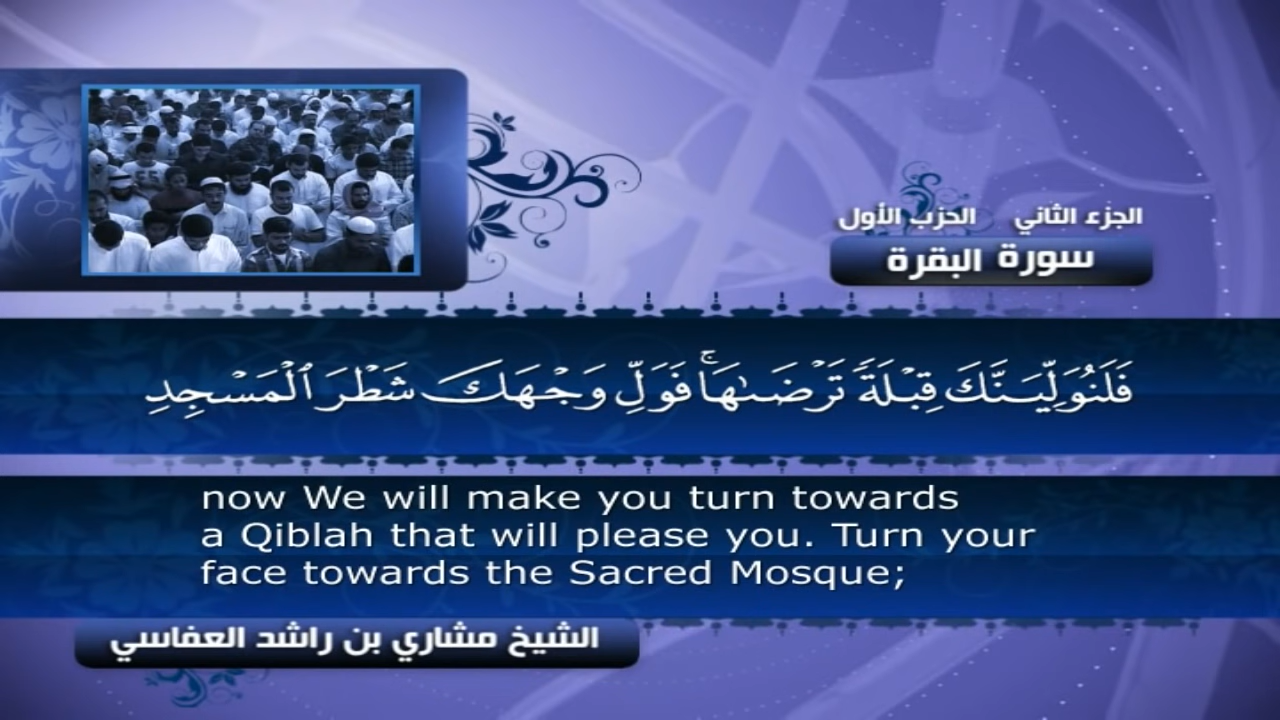 الجزء الثاني الحزب الأول
سورة البقرة
فَلَنُوَلِّيَنَّكَ قِبْلَةً تَرْضَىٰهَا ۚ فَوَلِّ وَجْهَكَ شَطْرَ ٱلْمَسْجِدِ
now We will make you turn towards
a Qiblah that will please you. Turn your
face towards the Sacred Mosque;
الشيخ مشاري بن راشد العفاسي